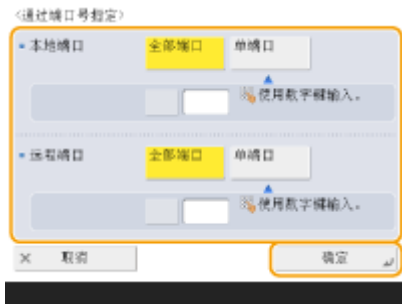 <通过端口号指定>
本地端口 全部端口 单端口
使用数字键输入。
远程端口 全部端口 单端口
使用数字键输入。
× 取消 确定